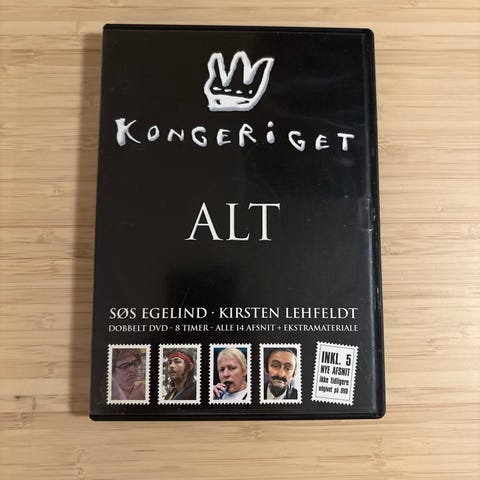 KONGERiGET
ALT
SØS EGELIND · KIRSTEN LEHFELDT
DOBBELT DVD - 8 TIMER - ALLE 14 AFSNIT + EKSTRAMATERIALE
INKL. 5
NYE AFSNIT
ikke tidligere
udgivet på DVD